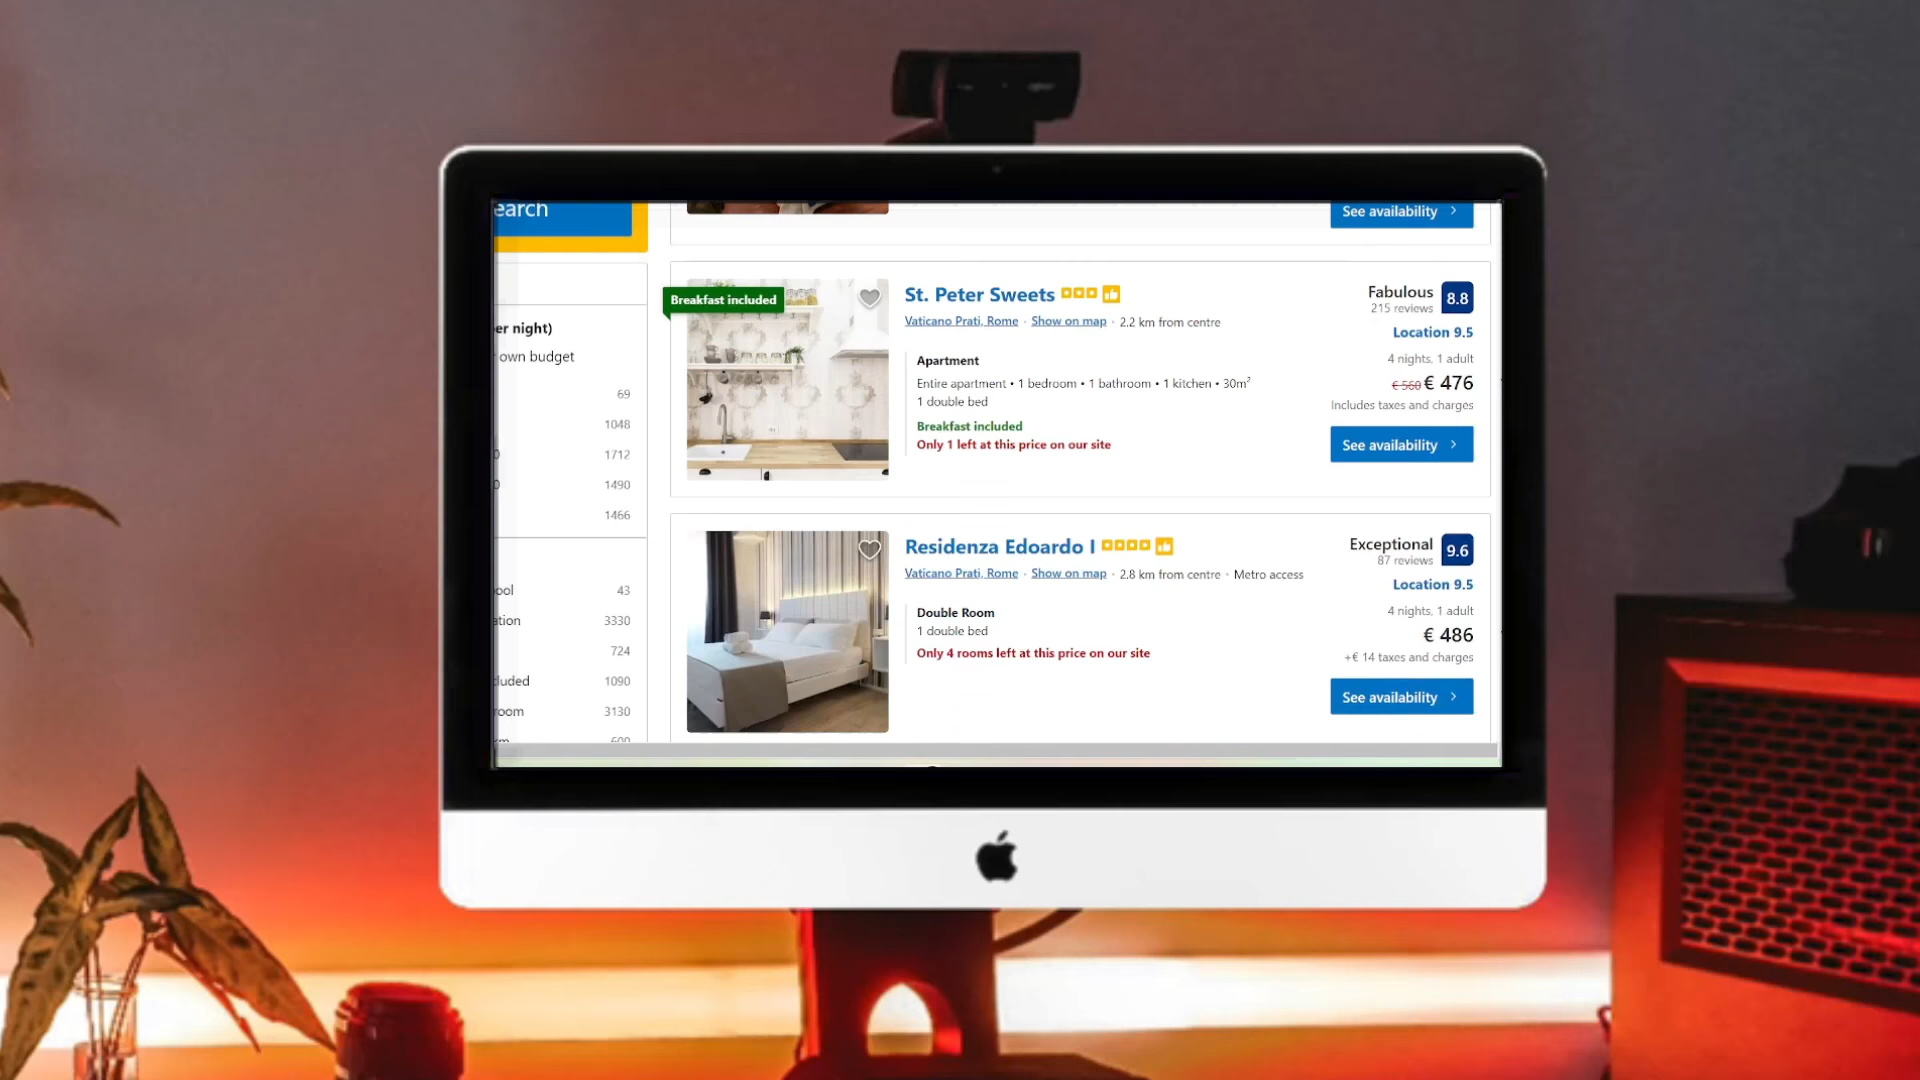 earch
See availability
er night)
own budget
69
1048
1712
1490
1466
ool 43
ation 3330
724
cluded 1090
room 3130
600
Breakfast included
St. Peter Sweets
Vaticano Prati, Rome · Show on map · 2.2 km from centre
Apartment
Entire apartment • 1 bedroom • 1 bathroom • 1 kitchen • 30m²
1 double bed
Breakfast included
Only 1 left at this price on our site
Fabulous 8.8
215 reviews
Location 9.5
4 nights, 1 adult
€ 560 € 476
Includes taxes and charges
See availability
Residenza Edoardo I
Vaticano Prati, Rome · Show on map · 2.8 km from centre · Metro access
Double Room
1 double bed
Only 4 rooms left at this price on our site
Exceptional 9.6
87 reviews
Location 9.5
4 nights, 1 adult
€ 486
+€ 14 taxes and charges
See availability